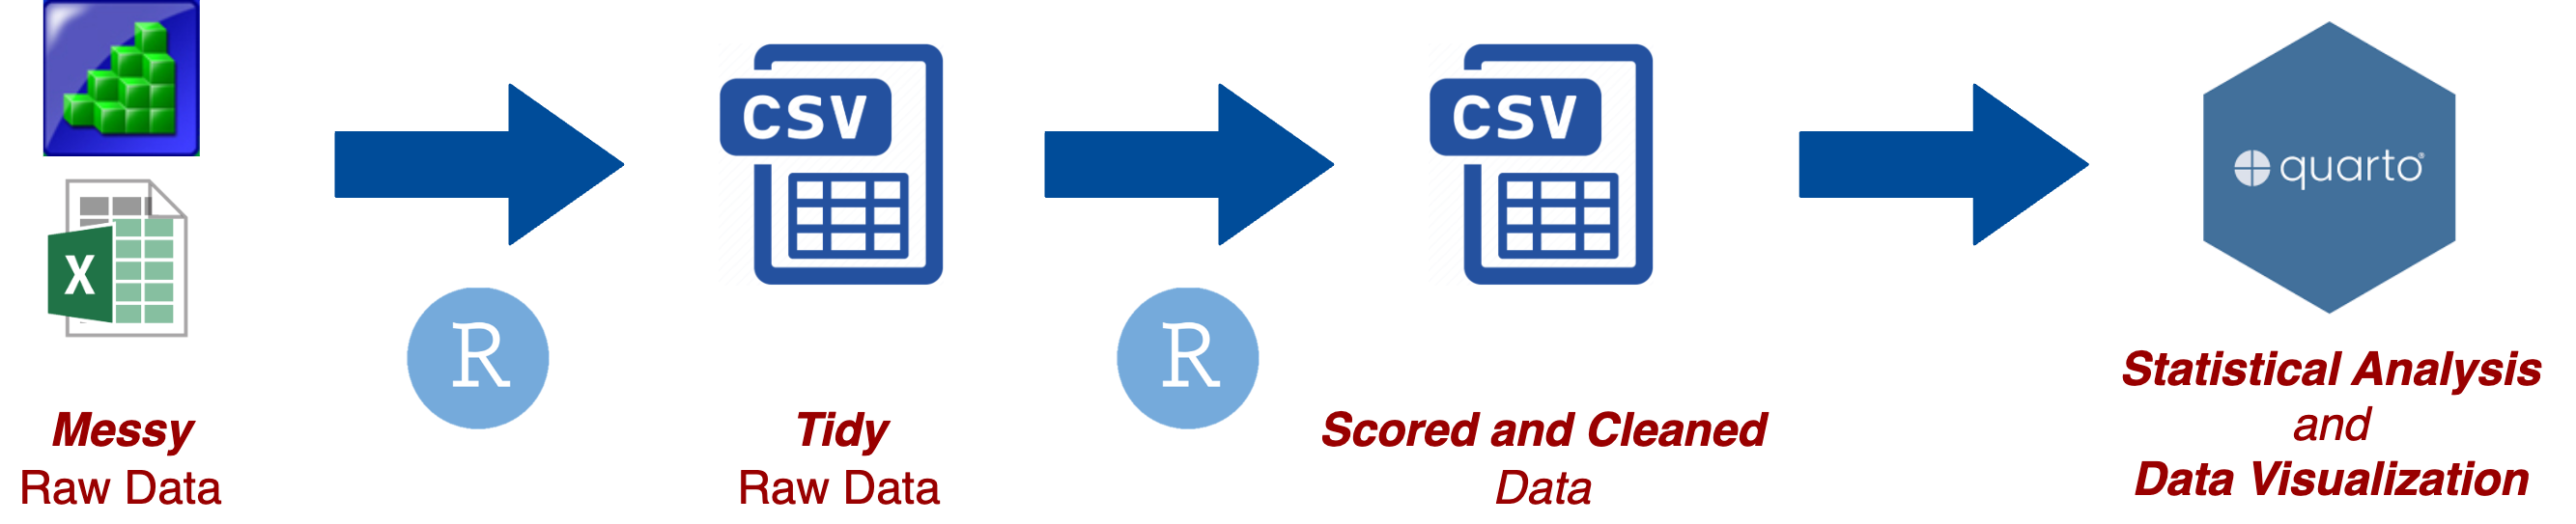 X
R
Messy
Raw Data
CSV
Tidy
Raw Data
R
CSV
Scored and Cleaned
Data
quarto®
Statistical Analysis
and
Data Visualization